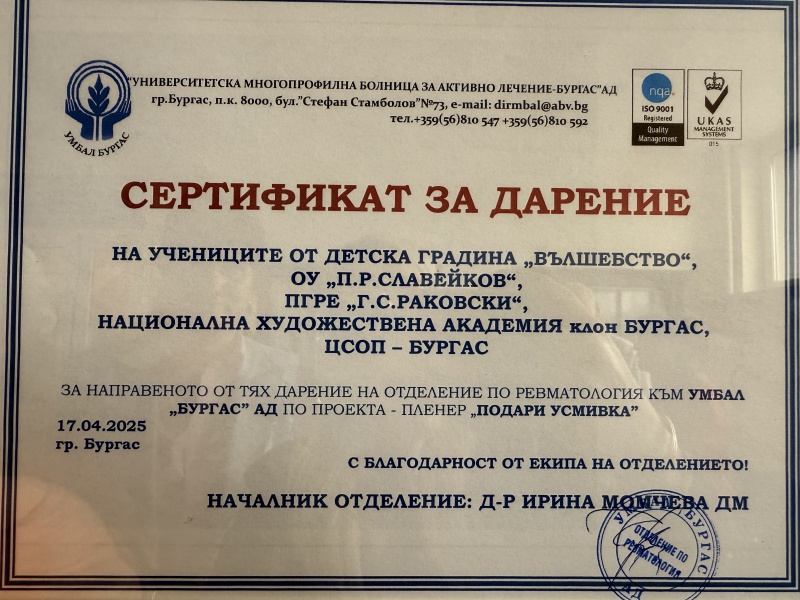 "УНИВЕРСИТЕТСКА МНОГОПРОФИЛНА БОЛНИЦА ЗА АКТИВНО ЛЕЧЕНИЕ-БУРГАС"АД
гр.Бургас, п.к. 8000, бул."Стефан Стамболов"№73, e-mail: dirmbal@abv.bg
тел.+359(56)810 547 +359(56)810 592
УМБАЛ БУРГАС
nqa.
ISO 9001
Registered
Quality
Management
UKAS
MANAGEMENT
SYSTEMS
015
СЕРТИФИКАТ ЗА ДАРЕНИЕ
НА УЧЕНИЦИТЕ ОТ ДЕТСКА ГРАДИНА „ВЪЛШЕБСТВО“,
ОУ „П.Р.СЛАВЕЙКОВ“,
ПГРЕ „Г.С.РАКОВСКИ“,
НАЦИОНАЛНА ХУДОЖЕСТВЕНА АКАДЕМИЯ клон БУРГАС,
ЦСОП – БУРГАС
ЗА НАПРАВЕНОТО ОТ ТЯХ ДАРЕНИЕ НА ОТДЕЛЕНИЕ ПО РЕВМАТОЛОГИЯ КЪМ УМБАЛ
„БУРГАС” АД ПО ПРОЕКТА - ПЛЕНЕР „ПОДАРИ УСМИВКА”
17.04.2025
гр. Бургас
С БЛАГОДАРНОСТ ОТ ЕКИПА НА ОТДЕЛЕНИЕТО!
НАЧАЛНИК ОТДЕЛЕНИЕ: Д-Р ИРИНА МОМЧЕВА ДМ
УМБАЛ БУРГАС АД
ОТДЕЛЕНИЕ ПО
РЕВМАТОЛОГИЯ